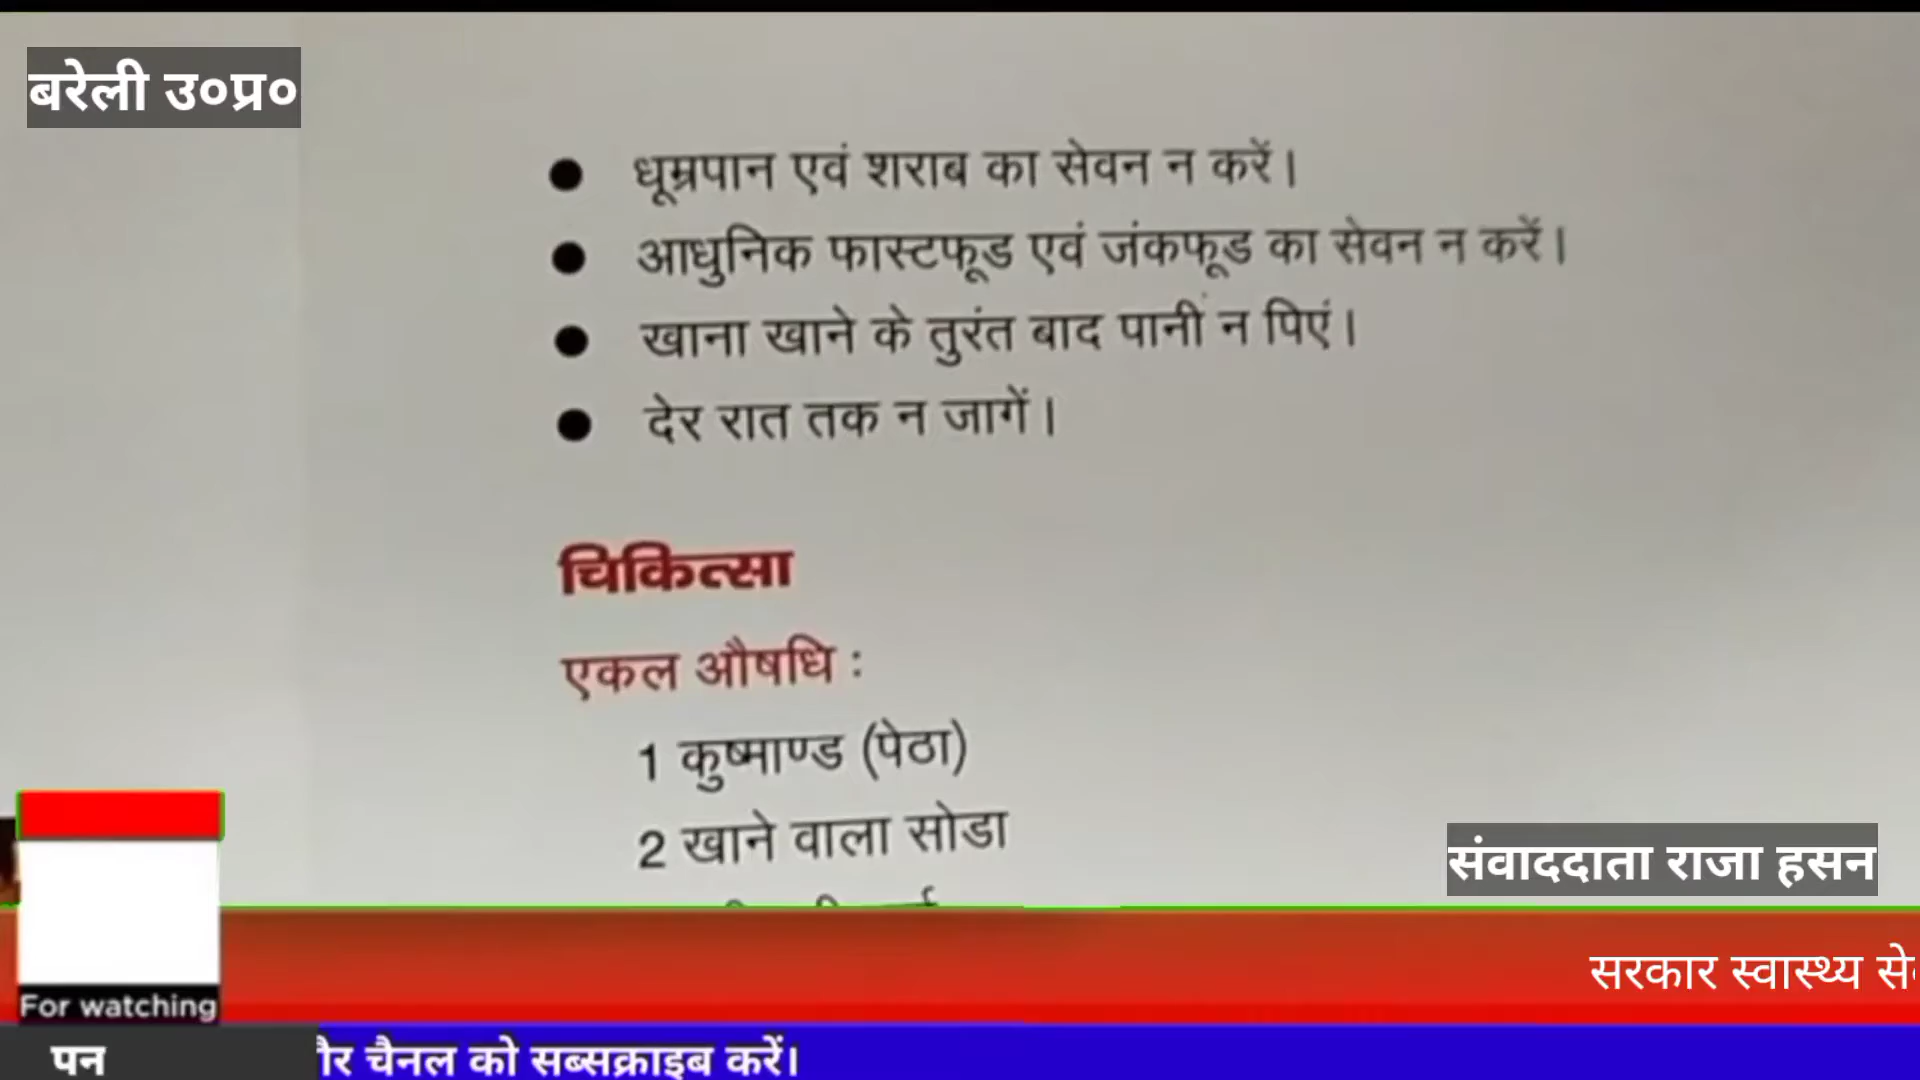 बरेली उ०प्र०
● धूम्रपान एवं शराब का सेवन न करें।
● आधुनिक फास्टफूड एवं जंकफूड का सेवन न करें।
● खाना खाने के तुरंत बाद पानी न पिएं।
● देर रात तक न जागें।
चिकित्सा
एकल औषधि :
1 कुष्माण्ड (पेठा)
2 खाने वाला सोडा
संवाददाता राजा हसन
सरकार स्वास्थ्य
For watching
पन
चैनल को सब्सक्राइब करें।